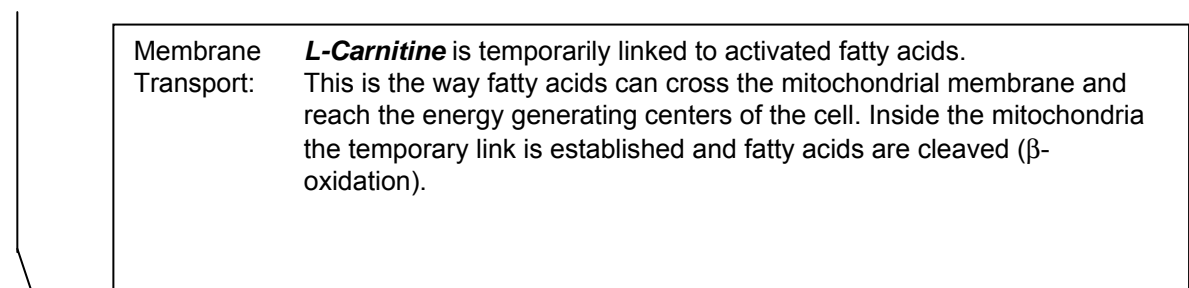 Membrane L-Carnitine is temporarily linked to activated fatty acids.
Transport: This is the way fatty acids can cross the mitochondrial membrane and
reach the energy generating centers of the cell. Inside the mitochondria
the temporary link is established and fatty acids are cleaved (β-
oxidation).